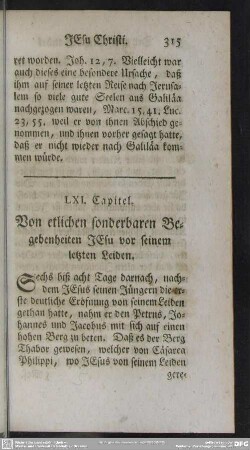 JEsu Christi. 315
ret worden. Joh. 12, 7. Vielleicht war
auch dieses eine besondere Ursache, daß
ihm auf seiner letzten Reise nach Jerusa-
lem so viele gute Seelen aus Galiläa
nachgezogen waren, Marc. 15, 41. Luc.
23, 55. weil er von ihnen Abschied ge-
nommen, und ihnen vorher gesagt hatte,
daß er nicht wieder nach Galiläa kom-
men würde.
LXI. Capitel.
Von etlichen sonderbaren Be-
gebenheiten JEsu vor seinem
letzten Leiden.
Sechs biß acht Tage darnach, nach-
dem JEsus seinen Jüngern die er-
ste deutliche Eröfnung von seinem Leiden
gethan hatte, nahm er den Petrus, Jo-
hannes und Jacobus mit sich auf einen
hohen Berg zu beten. Daß es der Berg
Thabor gewesen, welcher von Cäsarea
Philippi, wo JEsus von seinem Leiden
gere-